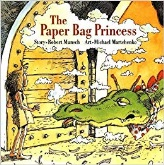 The
Paper Bag Princess
Story • Robert Munsch Art • Michael Martchenko